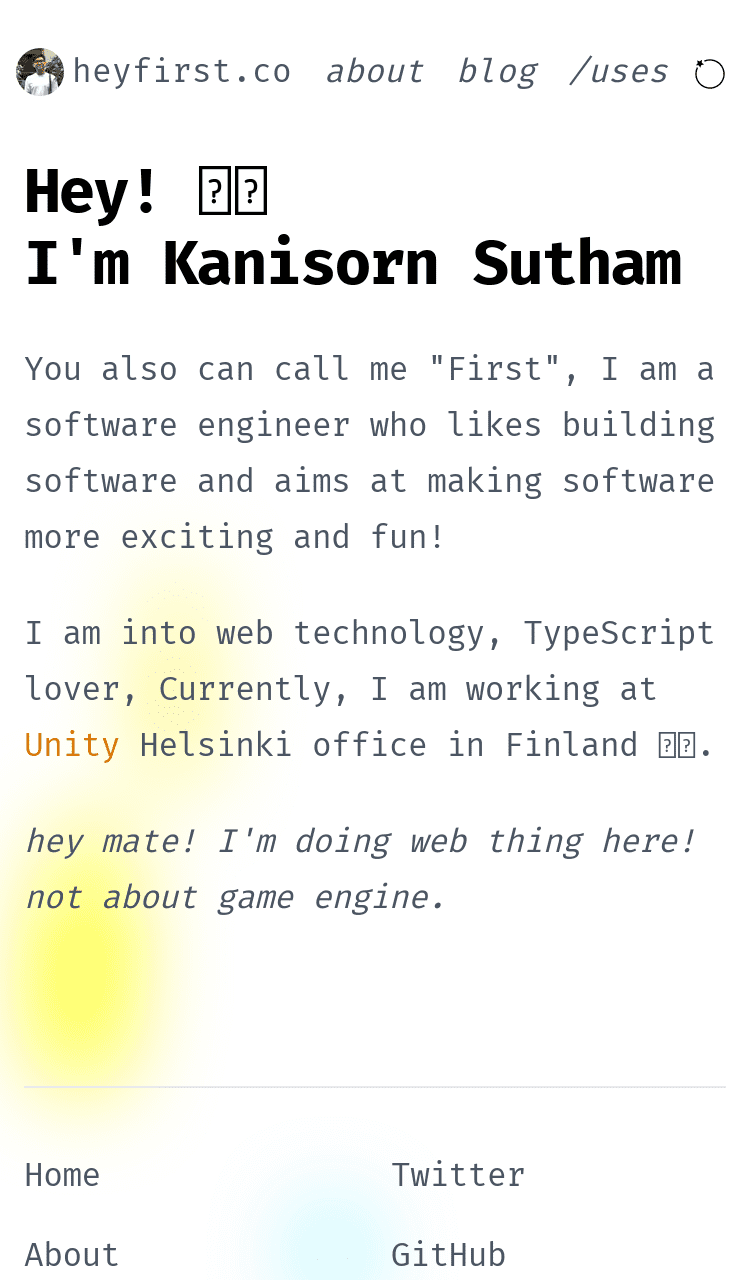 heyfirst.co about blog /uses
Hey!
I'm Kanisorn Sutham
You also can call me "First", I am a
software engineer who likes building
software and aims at making software
more exciting and fun!
I am into web technology, TypeScript
lover, Currently, I am working at
Unity Helsinki office in Finland .
hey mate! I'm doing web thing here!
not about game engine.
Home Twitter
About GitHub